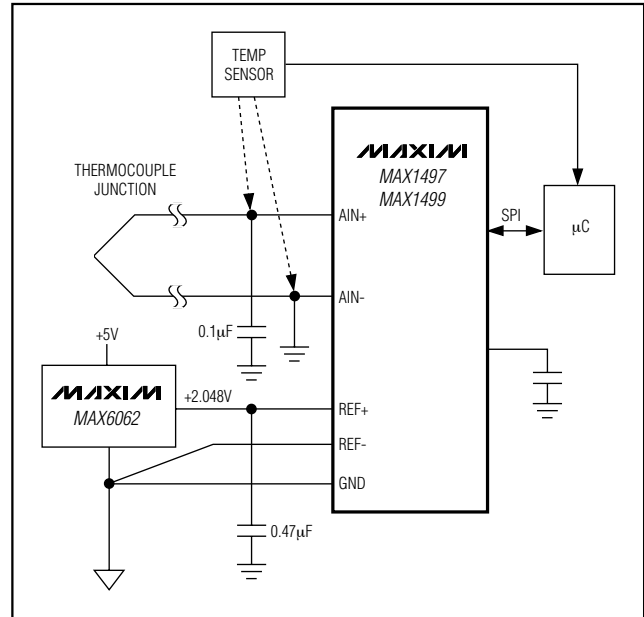 TEMP
SENSOR
MAXIM
MAX1497
MAX1499
THERMOCOUPLE
JUNCTION
AIN+
SPI
μC
AIN-
0.1μF
+5V
MAXIM
MAX6062
+2.048V
REF+
REF-
GND
0.47μF